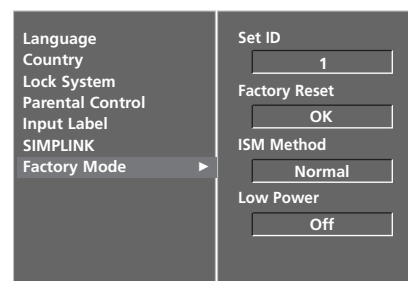 Language
Country
Lock System
Parental Control
Input Label
SIMPLINK
Factory Mode ►
Set ID
1
Factory Reset
OK
ISM Method
Normal
Low Power
Off